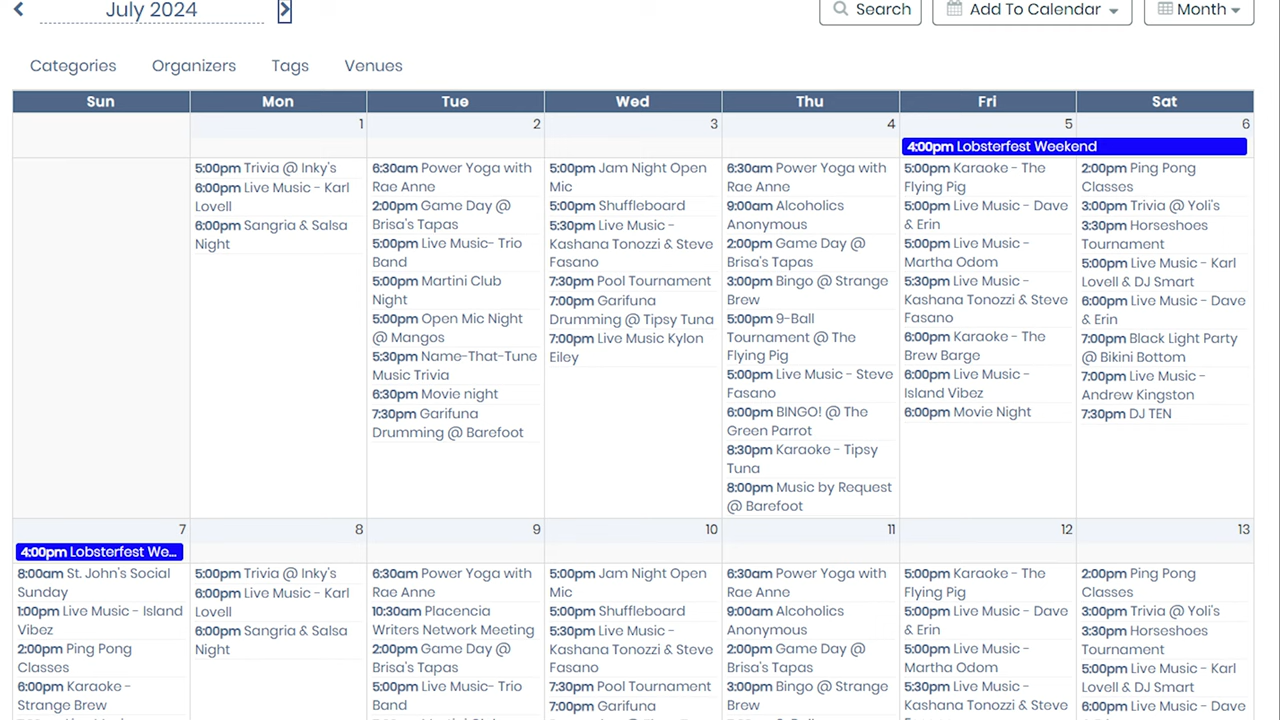 July 2024
Search
Add To Calendar
Month
Categories
Organizers
Tags
Venues
Sun
Mon
Tue
Wed
Thu
Fri
Sat
1
2
3
4
5
6
4:00pm Lobsterfest Weekend
5:00pm Trivia @ Inky's
6:00pm Live Music - Karl
Lovell
6:00pm Sangria & Salsa
Night
6:30am Power Yoga with
Rae Anne
2:00pm Game Day @
Brisa's Tapas
5:00pm Live Music- Trio
Band
5:00pm Martini Club
Night
5:00pm Open Mic Night
@ Mangos
5:30pm Name-That-Tune
Music Trivia
6:30pm Movie night
7:30pm Garifuna
Drumming @ Barefoot
5:00pm Jam Night Open
Mic
5:00pm Shuffleboard
5:30pm Live Music -
Kashana Tonozzi & Steve
Fasano
7:30pm Pool Tournament
7:00pm Garifuna
Drumming @ Tipsy Tuna
7:00pm Live Music Kylon
Eiley
6:30am Power Yoga with
Rae Anne
9:00am Alcoholics
Anonymous
2:00pm Game Day @
Brisa's Tapas
3:00pm Bingo @ Strange
Brew
5:00pm 9-Ball
Tournament @ The
Flying Pig
5:00pm Live Music - Steve
Fasano
6:00pm BINGO! @ The
Green Parrot
8:30pm Karaoke - Tipsy
Tuna
8:00pm Music by Request
@ Barefoot
5:00pm Karaoke - The
Flying Pig
5:00pm Live Music - Dave
& Erin
5:00pm Live Music -
Martha Odom
5:30pm Live Music -
Kashana Tonozzi & Steve
Fasano
6:00pm Karaoke - The
Brew Barge
6:00pm Live Music -
Island Vibez
6:00pm Movie Night
2:00pm Ping Pong
Classes
3:00pm Trivia @ Yoli's
3:30pm Horseshoes
Tournament
5:00pm Live Music - Karl
Lovell & DJ Smart
6:00pm Live Music - Dave
& Erin
7:00pm Black Light Party
@ Bikini Bottom
7:00pm Live Music -
Andrew Kingston
7:30pm DJ TEN
7
8
9
10
11
12
13
4:00pm Lobsterfest We...
8:00am St. John's Social
Sunday
1:00pm Live Music - Island
Vibez
2:00pm Ping Pong
Classes
6:00pm Karaoke -
Strange Brew
5:00pm Trivia @ Inky's
6:00pm Live Music - Karl
Lovell
6:00pm Sangria & Salsa
Night
6:30am Power Yoga with
Rae Anne
10:30am Placencia
Writers Network Meeting
2:00pm Game Day @
Brisa's Tapas
5:00pm Live Music- Trio
Band
5:00pm Jam Night Open
Mic
5:00pm Shuffleboard
5:30pm Live Music -
Kashana Tonozzi & Steve
Fasano
7:30pm Pool Tournament
7:00pm Garifuna
6:30am Power Yoga with
Rae Anne
9:00am Alcoholics
Anonymous
2:00pm Game Day @
Brisa's Tapas
3:00pm Bingo @ Strange
Brew
5:00pm Karaoke - The
Flying Pig
5:00pm Live Music - Dave
& Erin
5:00pm Live Music -
Martha Odom
5:30pm Live Music -
Kashana Tonozzi & Steve
2:00pm Ping Pong
Classes
3:00pm Trivia @ Yoli's
3:30pm Horseshoes
Tournament
5:00pm Live Music - Karl
Lovell & DJ Smart
6:00pm Live Music - Dave